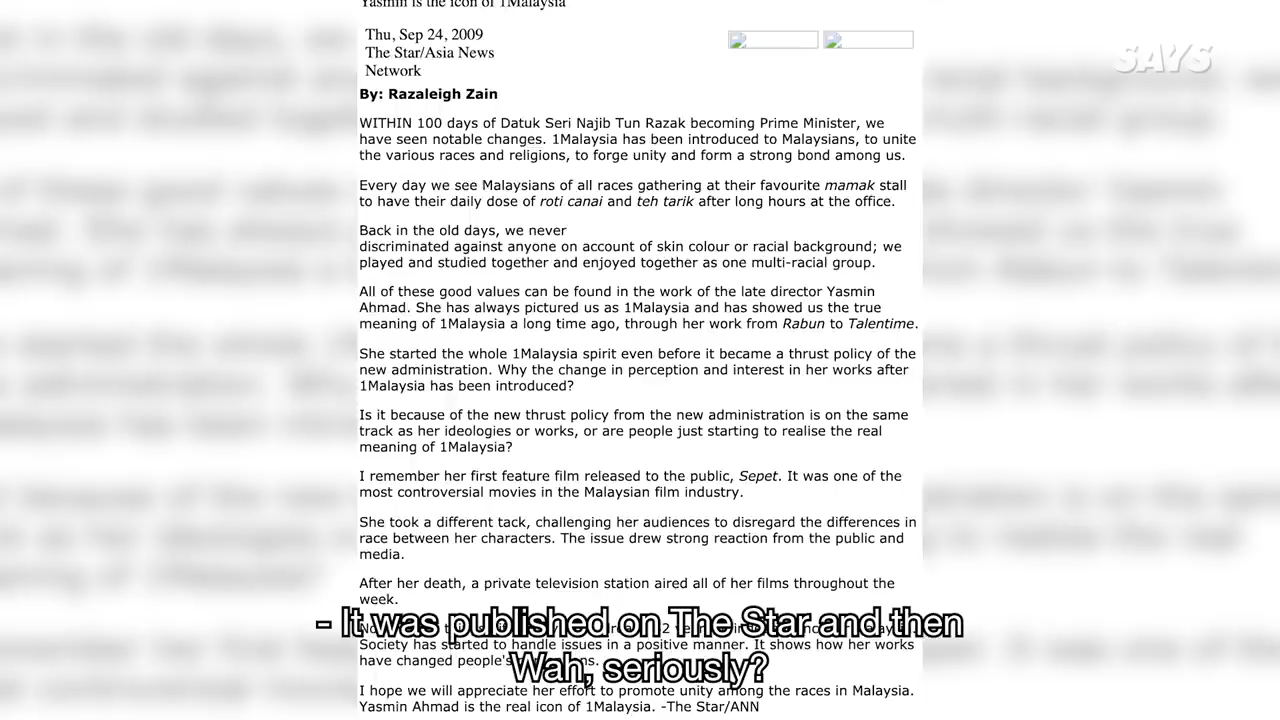 Yasmin is the icon of 1Malaysia
Thu, Sep 24, 2009
The Star/Asia News
Network
SAYS
By: Razaleigh Zain
WITHIN 100 days of Datuk Seri Najib Tun Razak becoming Prime Minister, we
have seen notable changes. 1Malaysia has been introduced to Malaysians, to unite
the various races and religions, to forge unity and form a strong bond among us.
Every day we see Malaysians of all races gathering at their favourite mamak stall
to have their daily dose of roti canai and teh tarik after long hours at the office.
Back in the old days, we never
discriminated against anyone on account of skin colour or racial background; we
played and studied together and enjoyed together as one multi-racial group.
All of these good values can be found in the work of the late director Yasmin
Ahmad. She has always pictured us as 1Malaysia and has showed us the true
meaning of 1Malaysia a long time ago, through her work from Rabun to Talentime.
She started the whole 1Malaysia spirit even before it became a thrust policy of the
new administration. Why the change in perception and interest in her works after
1Malaysia has been introduced?
Is it because of the new thrust policy from the new administration is on the same
track as her ideologies or works, or are people just starting to realise the real
meaning of 1Malaysia?
I remember her first feature film released to the public, Sepet. It was one of the
most controversial movies in the Malaysian film industry.
She took a different tack, challenging her audiences to disregard the differences in
race between her characters. The issue drew strong reaction from the public and
media.
After her death, a private television station aired all of her films throughout the
week.
- It was published on The Star and then
Society has started to handle issues in a positive manner. It shows how her works
have changed people's
Wah, seriously?
I hope we will appreciate her effort to promote unity among the races in Malaysia.
Yasmin Ahmad is the real icon of 1Malaysia. -The Star/ANN